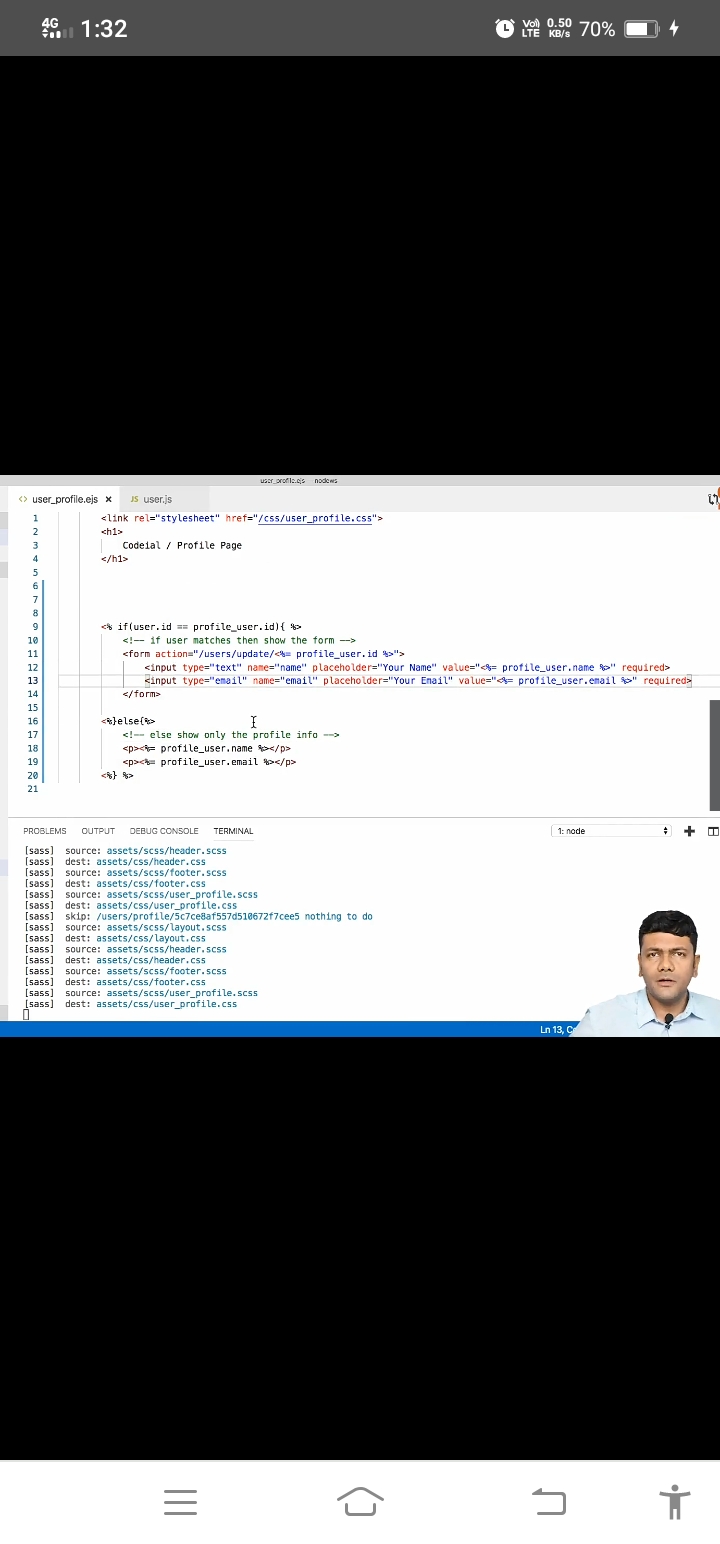 4G 1:32 Vo) LTE 0.50 KB/s 70%
user_profile.ejs — nodews
<> user_profile.ejs × JS user.js
1 <link rel="stylesheet" href="/css/user_profile.css">
2 <h1>
3 Codeial / Profile Page
4 </h1>
5
6
7
8
9 <% if(user.id == profile_user.id){ %>
10 <!-- if user matches then show the form -->
11 <form action="/users/update/<%= profile_user.id %>">
12 <input type="text" name="name" placeholder="Your Name" value="<%= profile_user.name %>" required>
13 <input type="email" name="email" placeholder="Your Email" value="<%= profile_user.email %>" required>
14 </form>
15
16 <%}else{%>
17 <!-- else show only the profile info -->
18 <p><%= profile_user.name %></p>
19 <p><%= profile_user.email %></p>
20 <%} %>
21
PROBLEMS OUTPUT DEBUG CONSOLE TERMINAL 1: node
[sass] source: assets/scss/header.scss
[sass] dest: assets/css/header.css
[sass] source: assets/scss/footer.scss
[sass] dest: assets/css/footer.css
[sass] source: assets/scss/user_profile.scss
[sass] dest: assets/css/user_profile.css
[sass] skip: /users/profile/5c7ce8af557d510672f7cee5 nothing to do
[sass] source: assets/scss/layout.scss
[sass] dest: assets/css/layout.css
[sass] source: assets/scss/header.scss
[sass] dest: assets/css/header.css
[sass] source: assets/scss/footer.scss
[sass] dest: assets/css/footer.css
[sass] source: assets/scss/user_profile.scss
[sass] dest: assets/css/user_profile.css
Ln 13, C